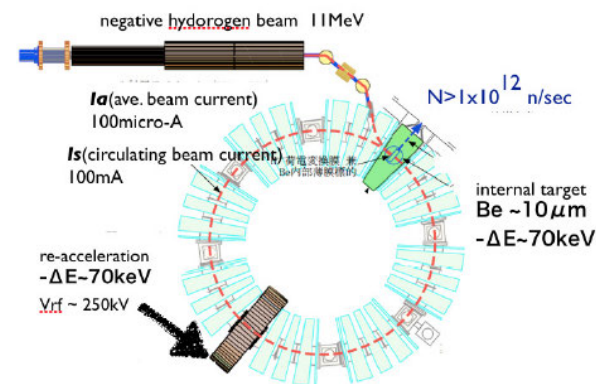 negative hydorogen beam 11MeV
Ia(ave. beam current)
100micro-A
N>1x10¹² n/sec
Is(circulating beam current)
100mA
荷電変換膜 兼
Be内部薄膜標的
internal target
Be ~10μm
-ΔE~70keV
re-acceleration
-ΔE~70keV
Vrf ~ 250kV